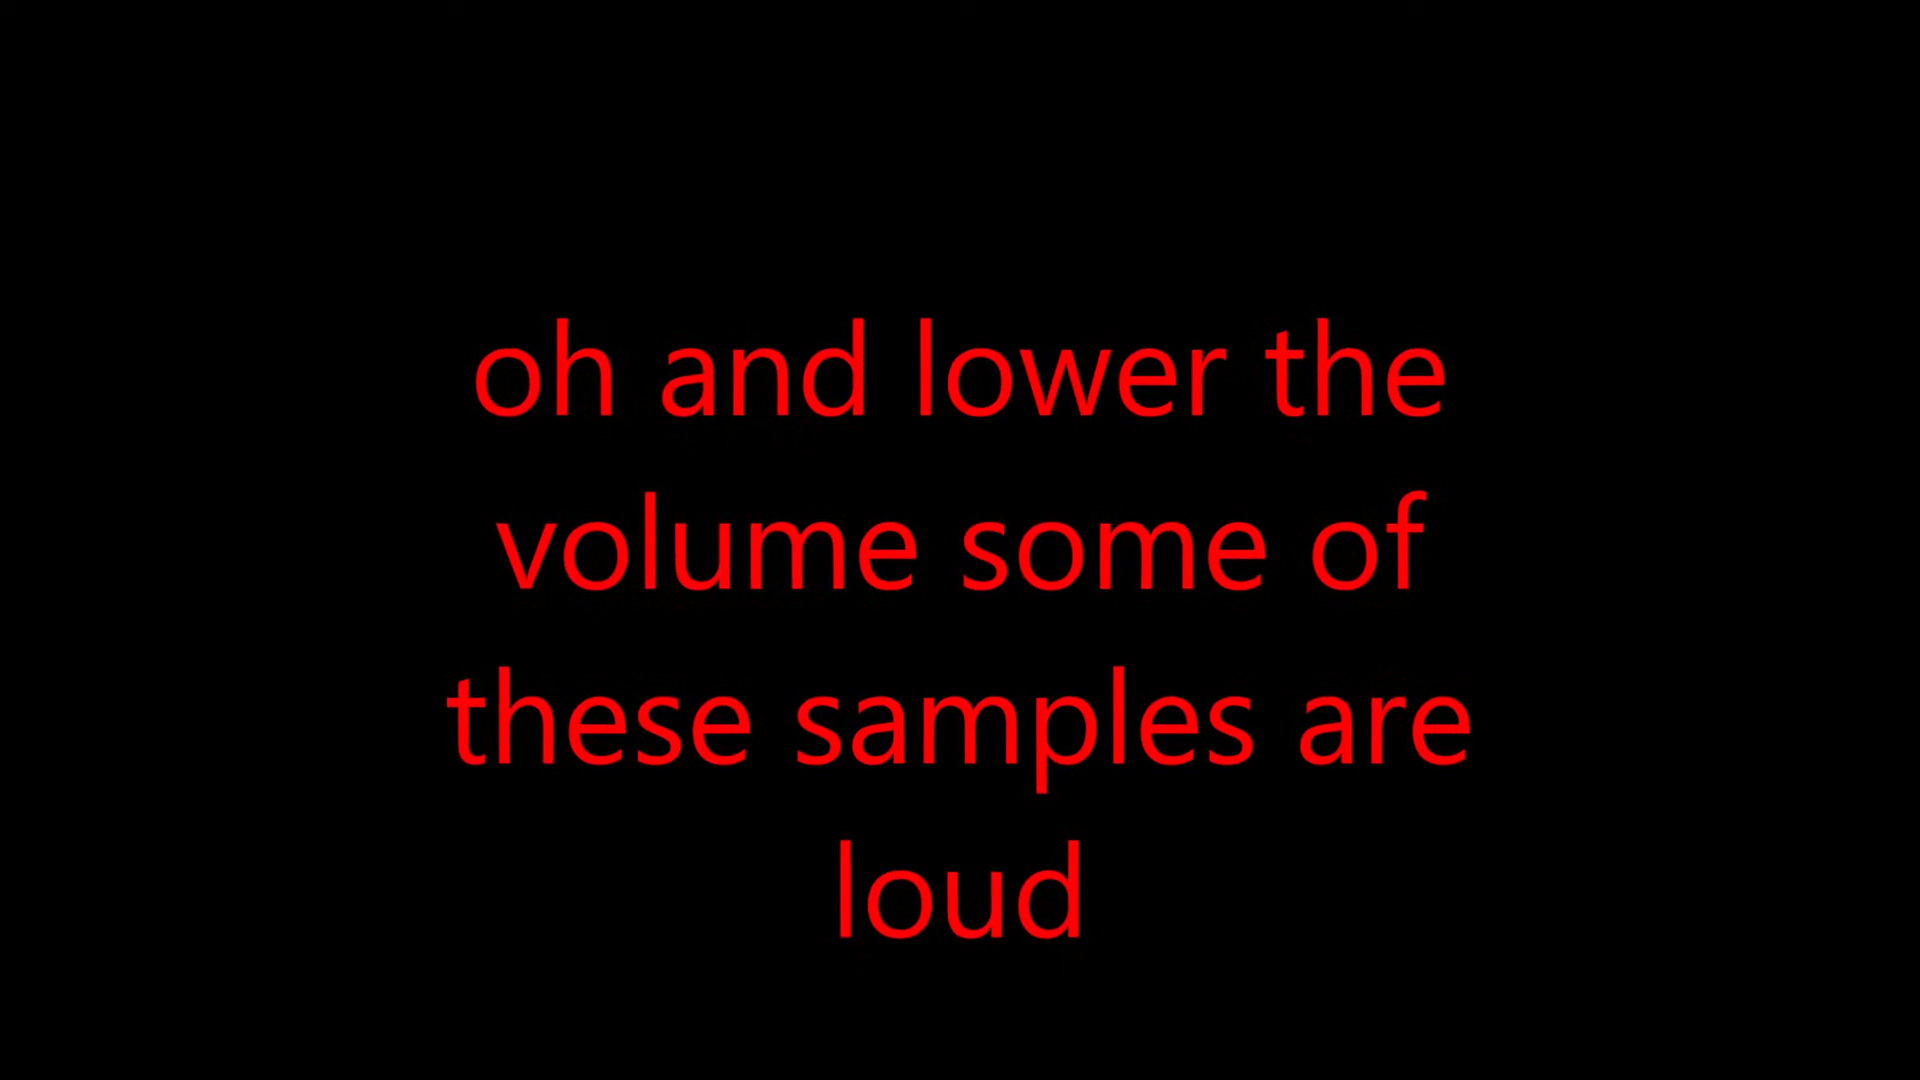 oh and lower the
volume some of
these samples are
loud